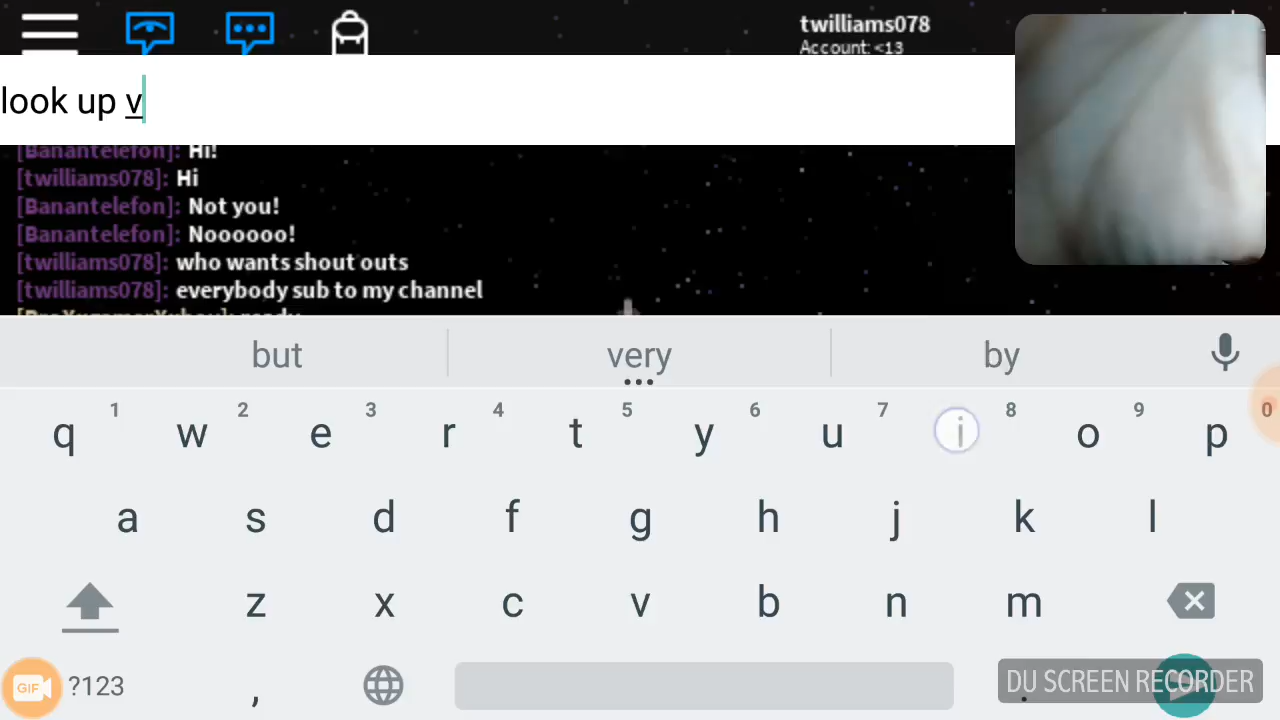 twilliams078
Account: <13
look up v
[Banantelefon]: Hi!
[twilliams078]: Hi
[Banantelefon]: Not you!
[Banantelefon]: Noooooo!
[twilliams078]: who wants shout outs
[twilliams078]: everybody sub to my channel
but very by
1 2 3 4 5 6 7 8 9 0
q w e r t y u i o p
a s d f g h j k l
z x c v b n m
GIF ?123 , . DU SCREEN RECORDER